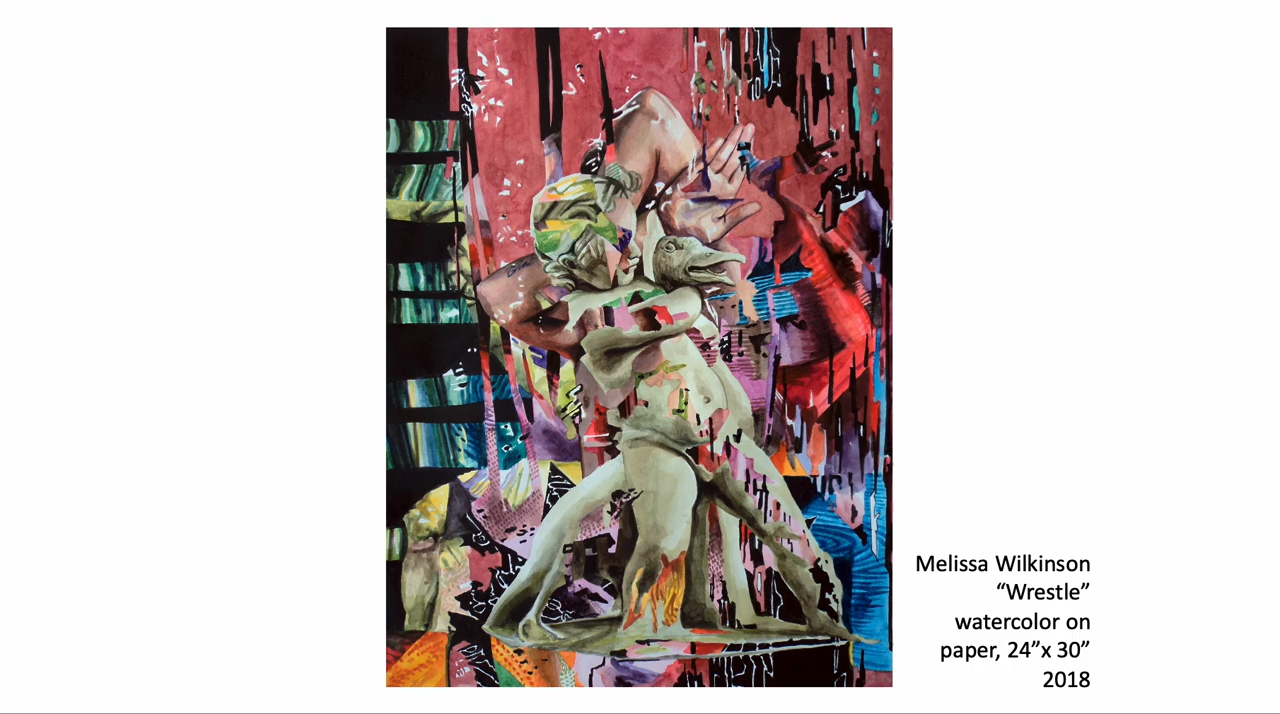 Melissa Wilkinson
“Wrestle”
watercolor on
paper, 24”x 30”
2018